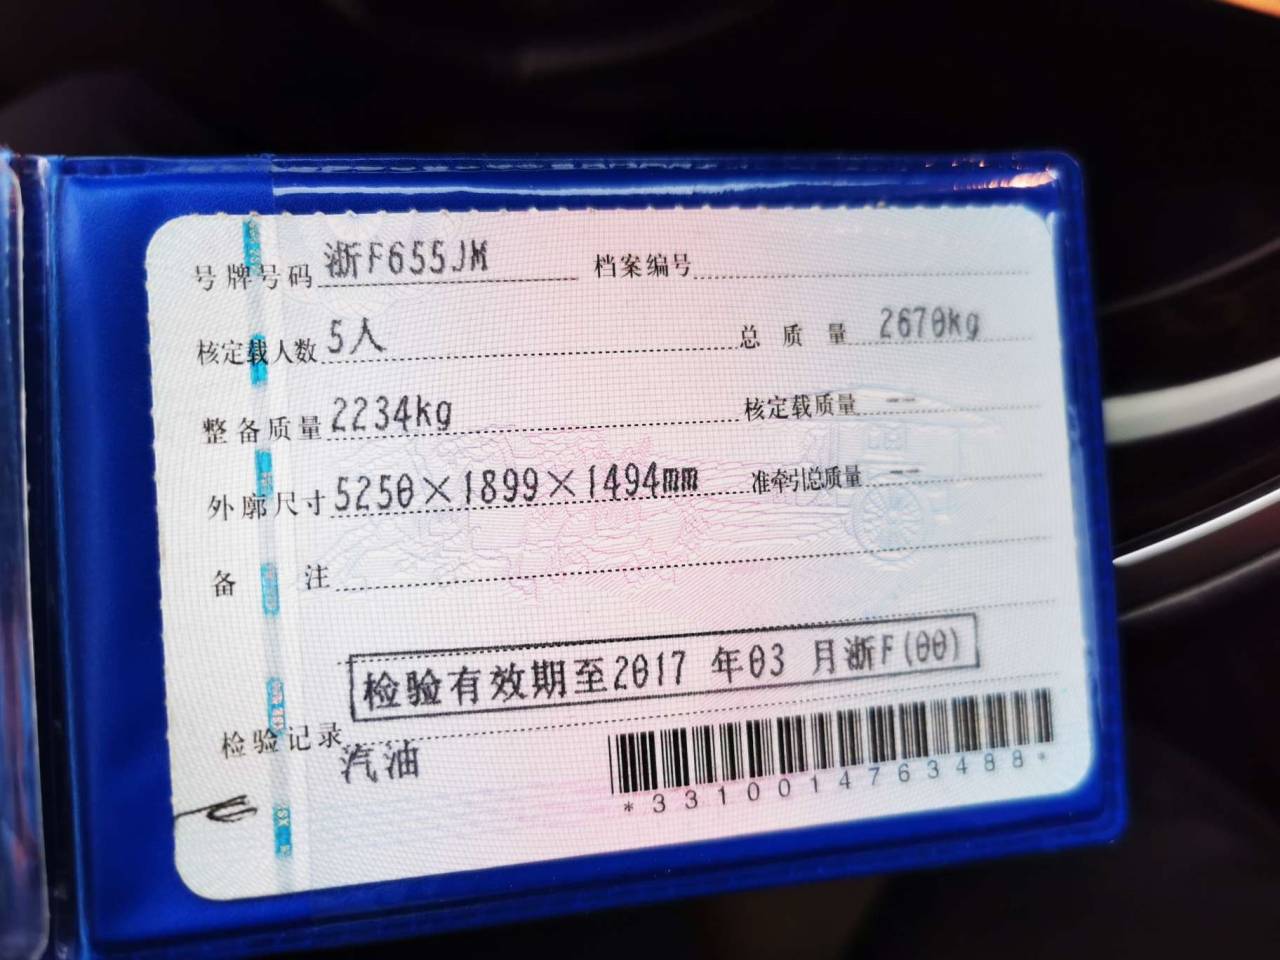 号牌号码 浙F655JM 档案编号
核定载人数 5人 总质量 2670kg
整备质量 2234kg 核定载质量 --
外廓尺寸 5250×1899×1494mm 准牵引总质量 --
备注
检验有效期至2017 年03 月浙F(00)
检验记录
汽油
*331001476348 8*